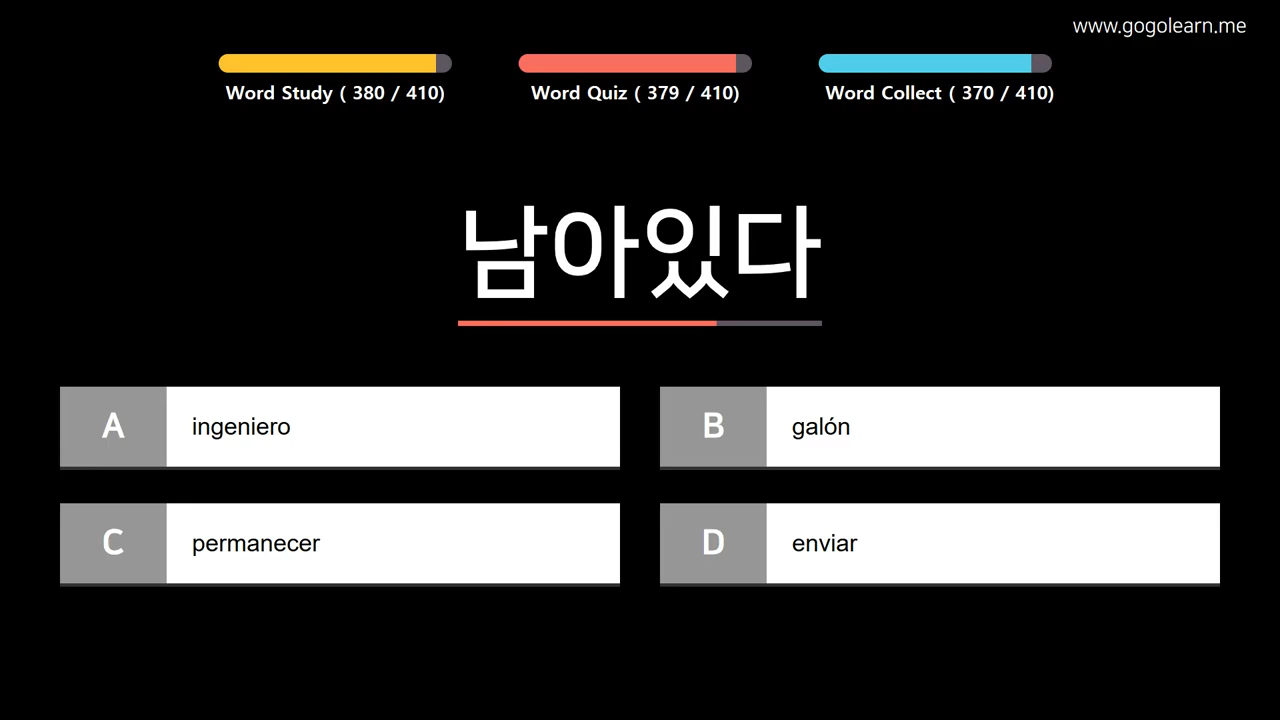 www.gogolearn.me
Word Study ( 380 / 410)
Word Quiz ( 379 / 410)
Word Collect ( 370 / 410)
남아있다
A
ingeniero
B
galón
C
permanecer
D
enviar